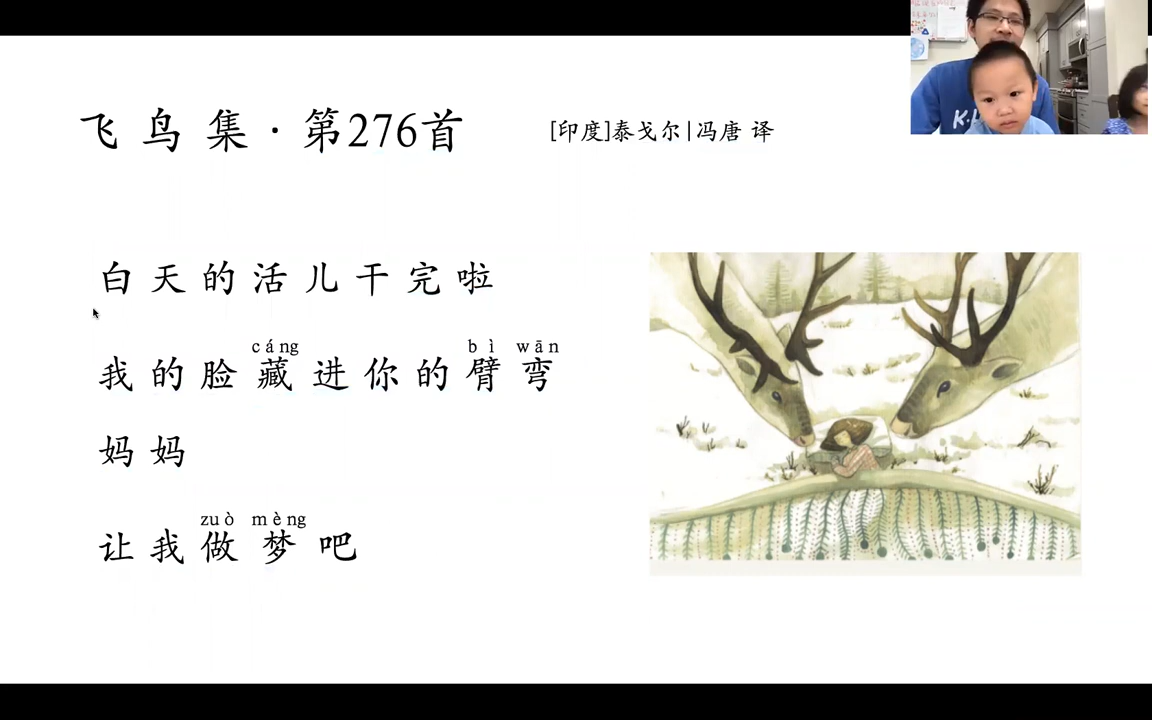 飞鸟集·第276首
[印度]泰戈尔|冯唐 译
白天的活儿干完啦
cáng bì wān
我的脸藏进你的臂弯
妈妈
zuò mèng
让我做梦吧